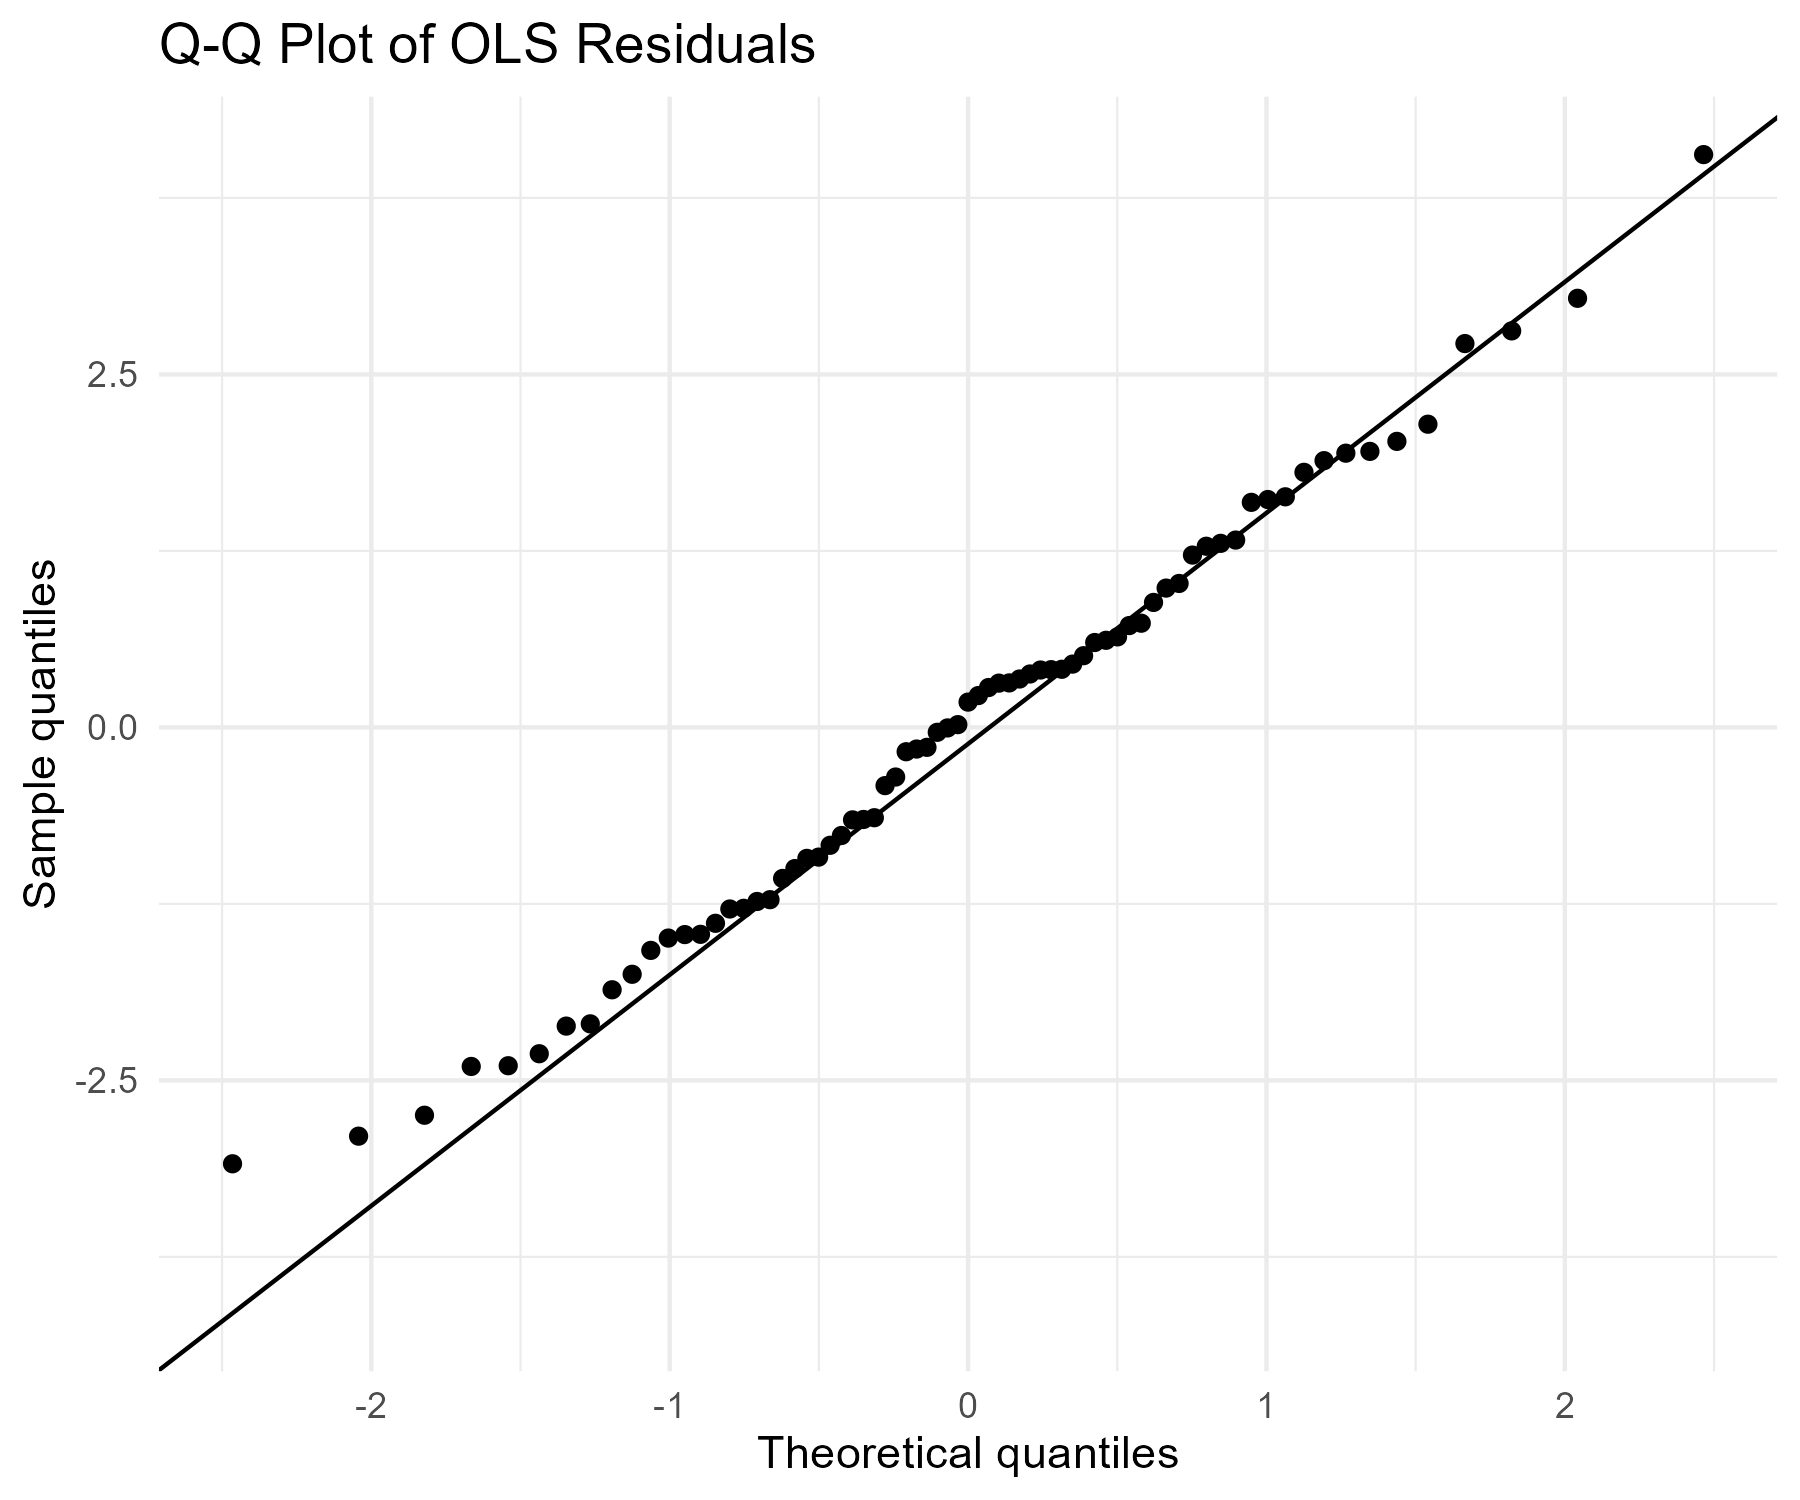 Q-Q Plot of OLS Residuals
Sample quantiles
2.5
0.0
-2.5
-2
-1
0
1
2
Theoretical quantiles